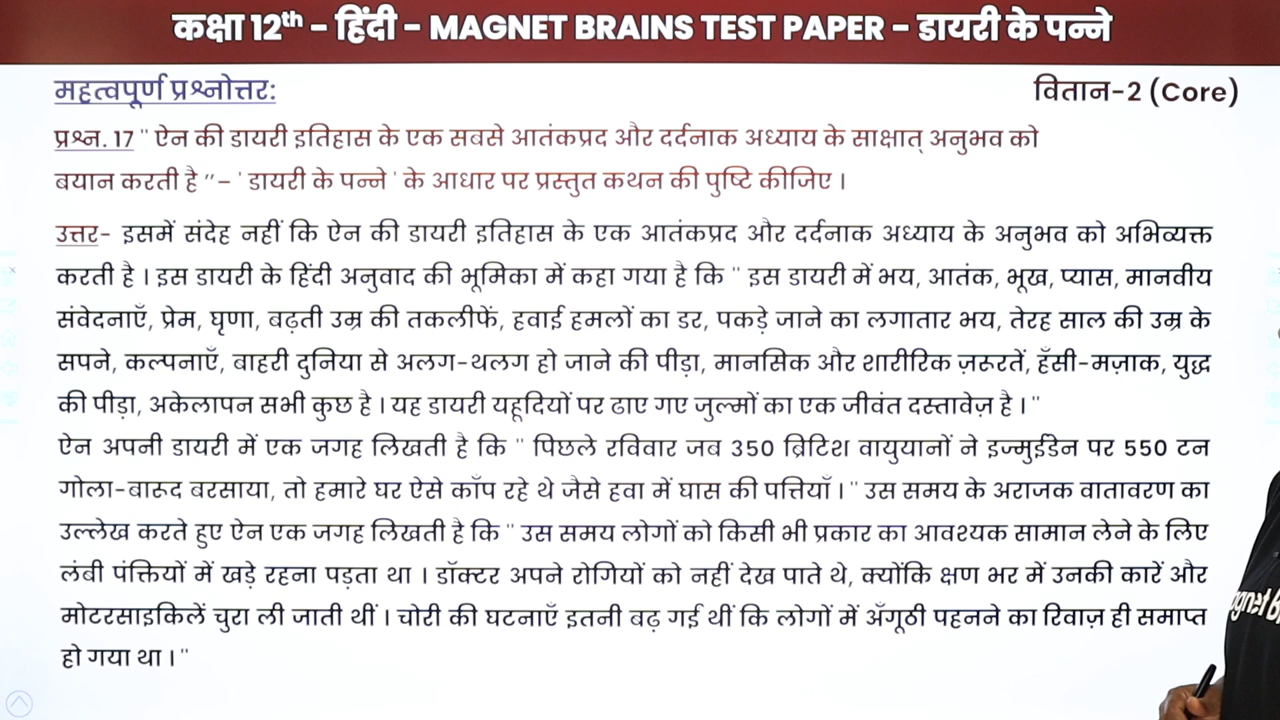 कक्षा 12th - हिंदी - MAGNET BRAINS TEST PAPER - डायरी के पन्ने
महत्वपूर्ण प्रश्नोत्तर:
वितान-2 (Core)
प्रश्न. 17 " ऐन की डायरी इतिहास के एक सबसे आतंकप्रद और दर्दनाक अध्याय के साक्षात् अनुभव को
बयान करती है "- ' डायरी के पन्ने ' के आधार पर प्रस्तुत कथन की पुष्टि कीजिए ।
उत्तर- इसमें संदेह नहीं कि ऐन की डायरी इतिहास के एक आतंकप्रद और दर्दनाक अध्याय के अनुभव को अभिव्यक्त
करती है । इस डायरी के हिंदी अनुवाद की भूमिका में कहा गया है कि " इस डायरी में भय, आतंक, भूख, प्यास, मानवीय
संवेदनाएँ, प्रेम, घृणा, बढ़ती उम्र की तकलीफें, हवाई हमलों का डर, पकड़े जाने का लगातार भय, तेरह साल की उम्र के
सपने, कल्पनाएँ, बाहरी दुनिया से अलग-थलग हो जाने की पीड़ा, मानसिक और शारीरिक ज़रूरतें, हँसी-मज़ाक, युद्ध
की पीड़ा, अकेलापन सभी कुछ है । यह डायरी यहूदियों पर ढाए गए जुल्मों का एक जीवंत दस्तावेज़ है ।"
ऐन अपनी डायरी में एक जगह लिखती है कि " पिछले रविवार जब 350 ब्रिटिश वायुयानों ने इज्मुईडेन पर 550 टन
गोला-बारूद बरसाया, तो हमारे घर ऐसे काँप रहे थे जैसे हवा में घास की पत्तियाँ ।" उस समय के अराजक वातावरण का
उल्लेख करते हुए ऐन एक जगह लिखती है कि " उस समय लोगों को किसी भी प्रकार का आवश्यक सामान लेने के लिए
लंबी पंक्तियों में खड़े रहना पड़ता था । डॉक्टर अपने रोगियों को नहीं देख पाते थे, क्योंकि क्षण भर में उनकी कारें और
मोटरसाइकिलें चुरा ली जाती थीं । चोरी की घटनाएँ इतनी बढ़ गई थीं कि लोगों में अँगूठी पहनने का रिवाज़ ही समाप्त
हो गया था ।"